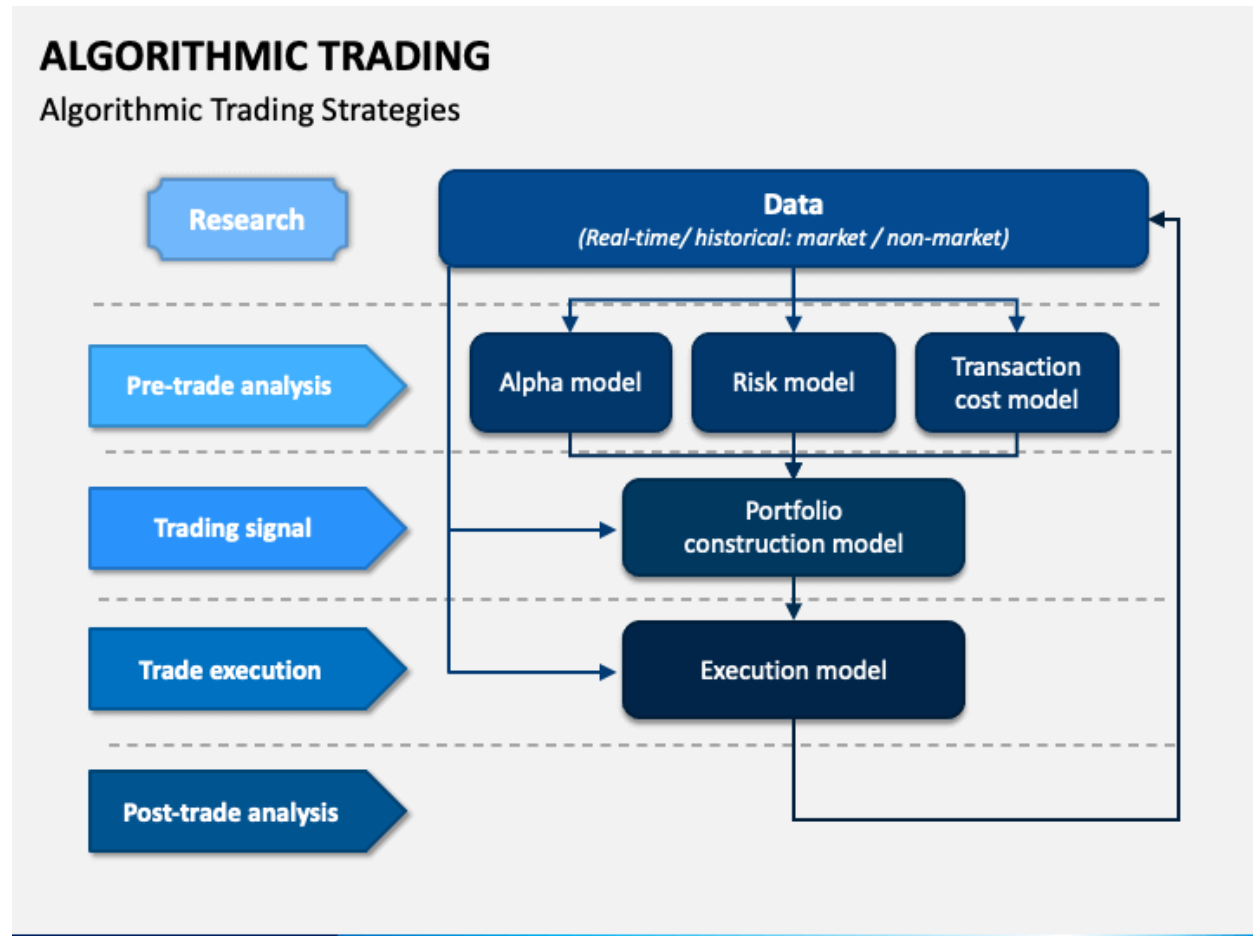 ALGORITHMIC TRADING
Algorithmic Trading Strategies
Research
Data
(Real-time/ historical: market / non-market)
Pre-trade analysis
Alpha model
Risk model
Transaction
cost model
Trading signal
Portfolio
construction model
Trade execution
Execution model
Post-trade analysis